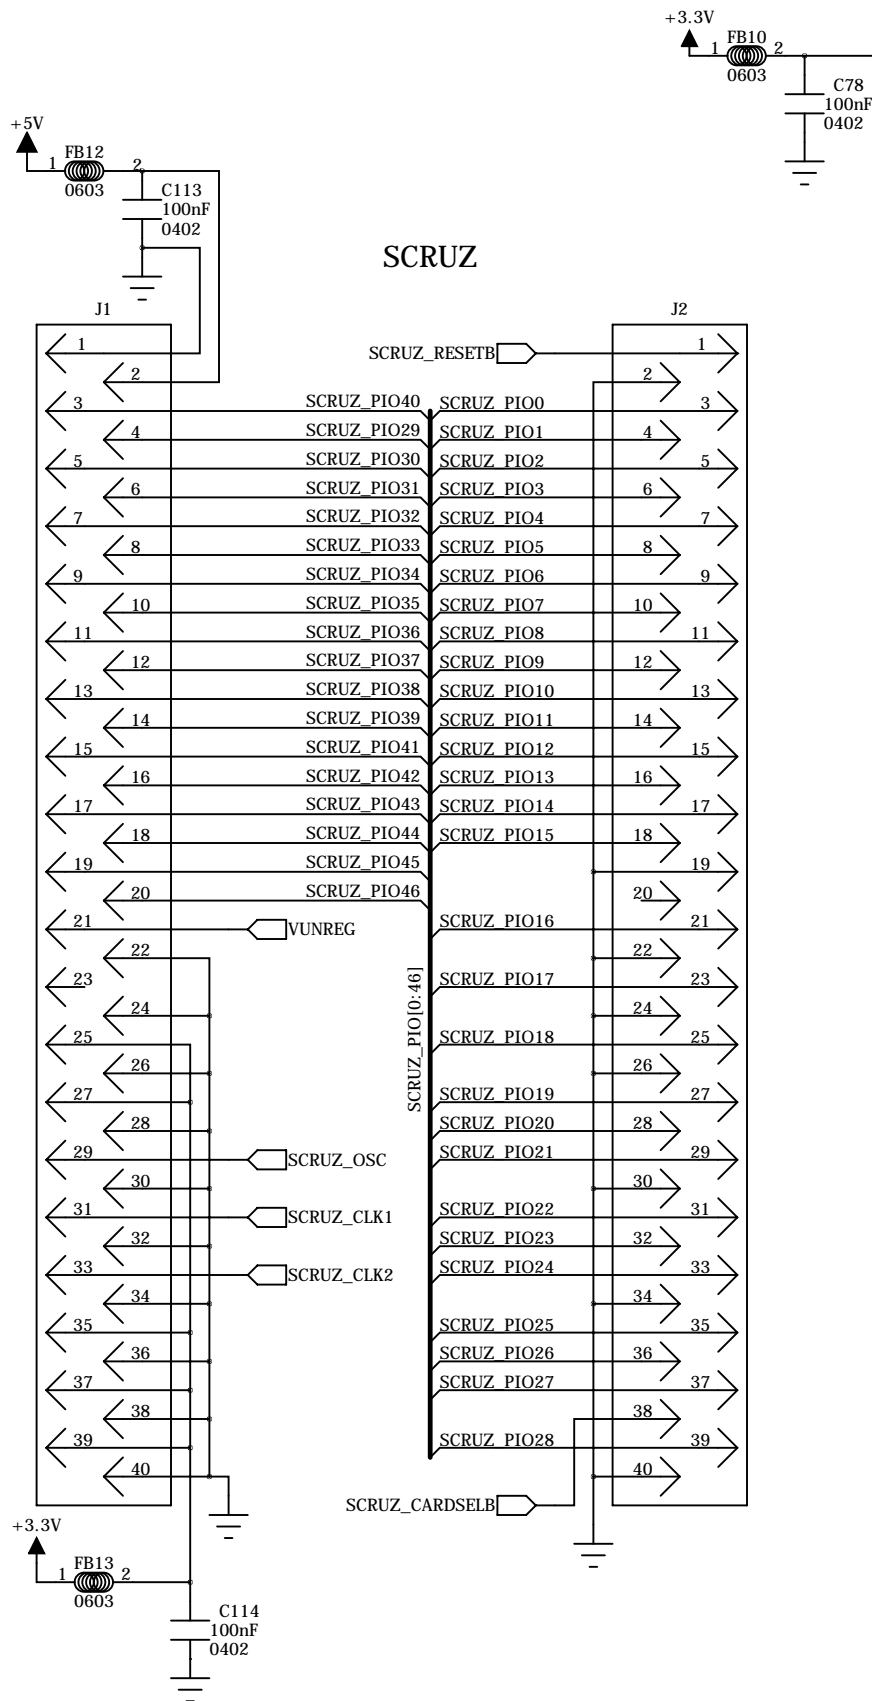 +3.3V
1 FB10 2
0603
C78
100nF
0402
+5V
1 FB12 2
0603
C113
100nF
0402
SCRUZ
J1
J2
1 SCRUZ_RESETB 1
2 2
3 SCRUZ_PIO40 SCRUZ_PIO0 3
4 SCRUZ_PIO29 SCRUZ_PIO1 4
5 SCRUZ_PIO30 SCRUZ_PIO2 5
6 SCRUZ_PIO31 SCRUZ_PIO3 6
7 SCRUZ_PIO32 SCRUZ_PIO4 7
8 SCRUZ_PIO33 SCRUZ_PIO5 8
9 SCRUZ_PIO34 SCRUZ_PIO6 9
10 SCRUZ_PIO35 SCRUZ_PIO7 10
11 SCRUZ_PIO36 SCRUZ_PIO8 11
12 SCRUZ_PIO37 SCRUZ_PIO9 12
13 SCRUZ_PIO38 SCRUZ_PIO10 13
14 SCRUZ_PIO39 SCRUZ_PIO11 14
15 SCRUZ_PIO41 SCRUZ_PIO12 15
16 SCRUZ_PIO42 SCRUZ_PIO13 16
17 SCRUZ_PIO43 SCRUZ_PIO14 17
18 SCRUZ_PIO44 SCRUZ_PIO15 18
19 SCRUZ_PIO45 19
20 SCRUZ_PIO46 20
21 VUNREG SCRUZ_PIO16 21
22 22
23 SCRUZ_PIO17 23
SCRUZ_PIO[0:46]
24 24
25 SCRUZ_PIO18 25
26 26
27 SCRUZ_PIO19 27
28 SCRUZ_PIO20 28
29 SCRUZ_OSC SCRUZ_PIO21 29
30 30
31 SCRUZ_CLK1 SCRUZ_PIO22 31
32 SCRUZ_PIO23 32
33 SCRUZ_CLK2 SCRUZ_PIO24 33
34 34
35 SCRUZ_PIO25 35
36 SCRUZ_PIO26 36
37 SCRUZ_PIO27 37
38 38
39 SCRUZ_PIO28 39
40 40
SCRUZ_CARDSELB
+3.3V
1 FB13 2
0603
C114
100nF
0402